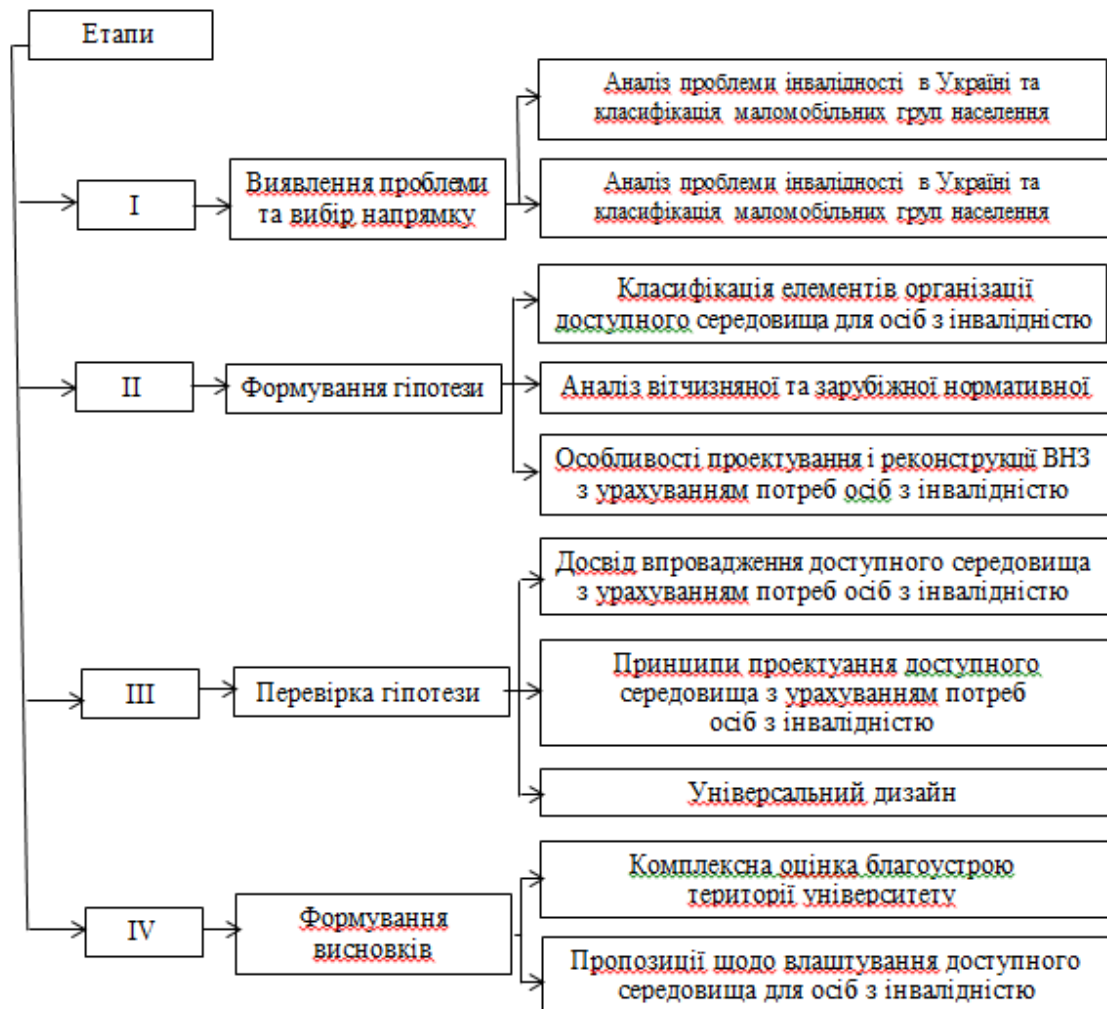 Етапи
I
Виявлення проблеми
та вибір напрямку
Аналіз проблеми інвалідності в Україні та
класифікація маломобільних груп населення
Аналіз проблеми інвалідності в Україні та
класифікація маломобільних груп населення
II
Формування гіпотези
Класифікація елементів організації
доступного середовища для осіб з інвалідністю
Аналіз вітчизняної та зарубіжної нормативної
Особливості проектування і реконструкції ВНЗ
з урахуванням потреб осіб з інвалідністю
III
Перевірка гіпотези
Досвід впровадження доступного середовища
з урахуванням потреб осіб з інвалідністю
Принципи проектуання доступного
середовища з урахуванням потреб
осіб з інвалідністю
Універсальний дизайн
IV
Формування
висновків
Комплексна оцінка благоустрою
території університету
Пропозиції щодо влаштування доступного
середовища для осіб з інвалідністю